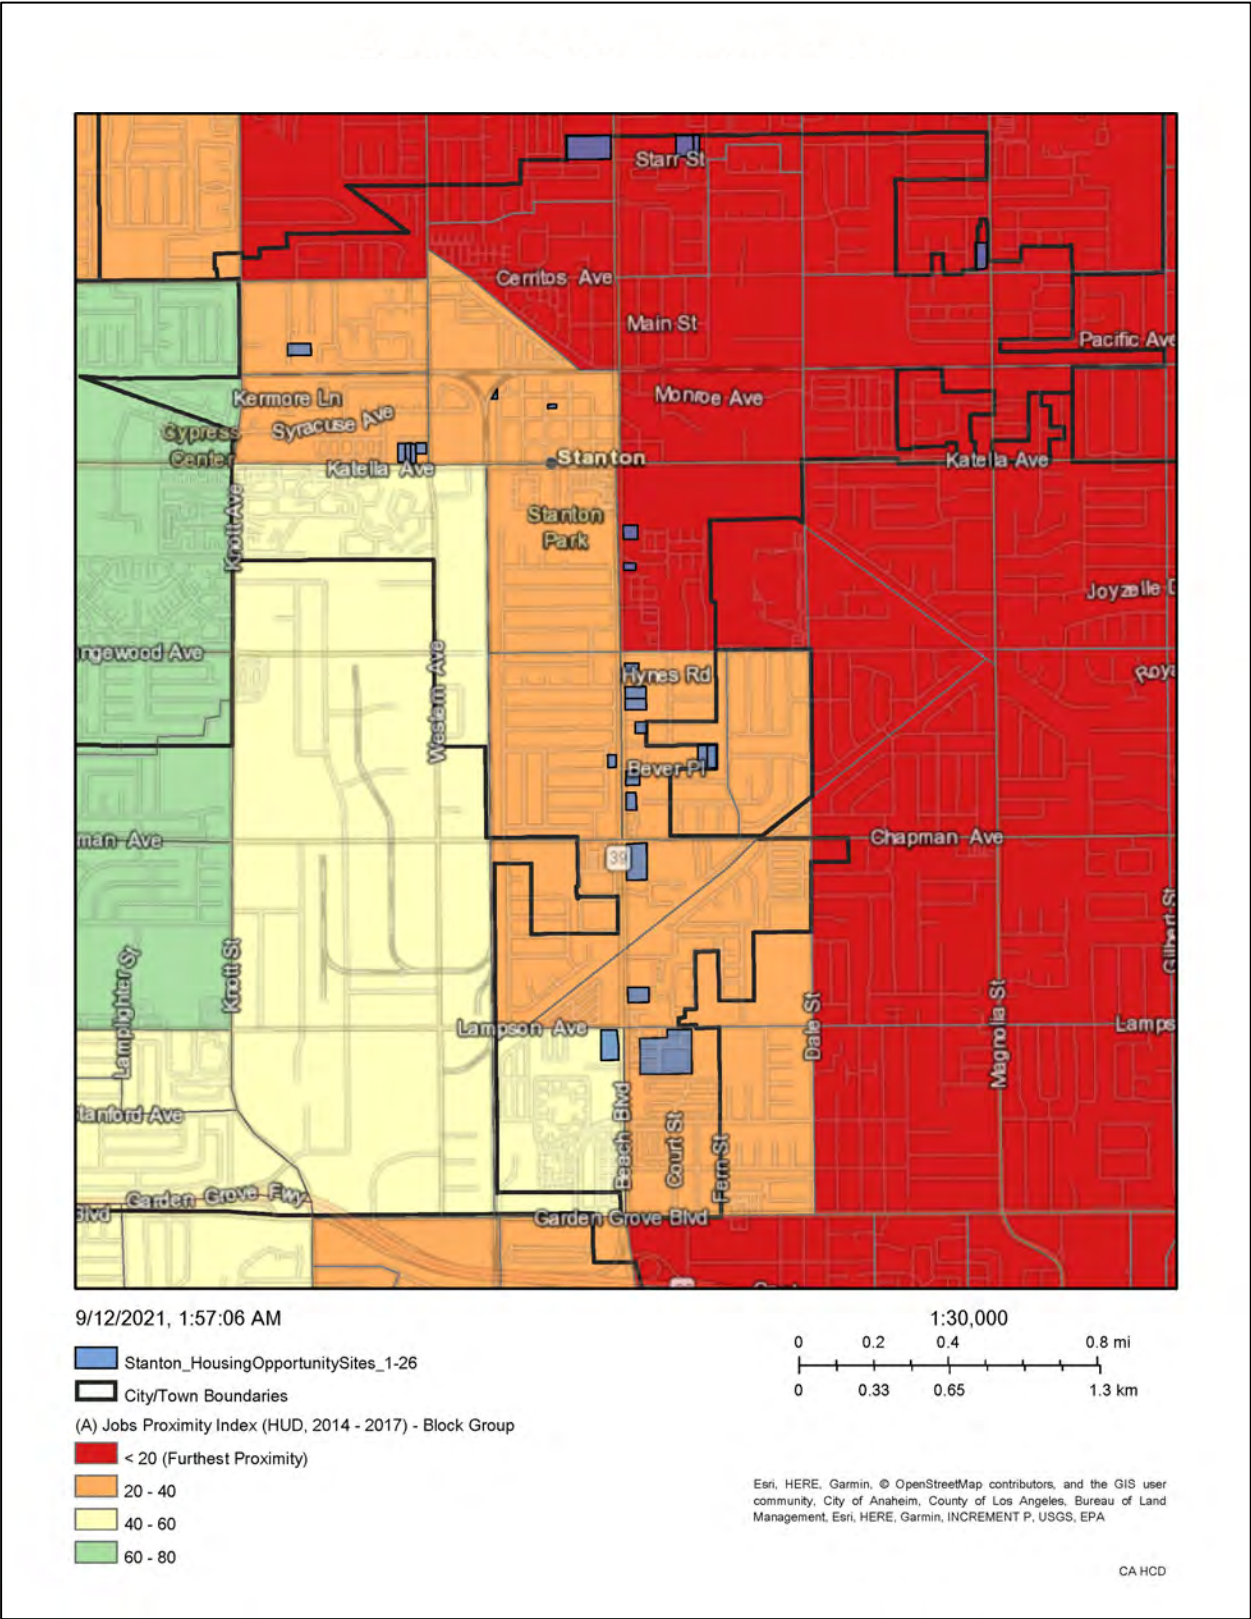 Starr St
Cerritos Ave
Main St
Pacific Ave
Kermore Ln
Monroe Ave
Syracuse Ave
Cypress
Center
Katella Ave
Stanton
Katella Ave
Knott Ave
Stanton
Park
Joyzelle D
ngewood Ave
Western Ave
Hynes Rd
Roya
Bever Pl
man Ave
39
Chapman Ave
Gilbert St
Lamplighter St
Knott St
Lampson Ave
Dale St
Magnolia St
Lamps
tanford Ave
Beach Blvd
Court St
Fern St
Garden Grove Fwy
Blvd
Garden Grove Blvd
9/12/2021, 1:57:06 AM
1:30,000
0 0.2 0.4 0.8 mi
0 0.33 0.65 1.3 km
Stanton_HousingOpportunitySites_1-26
City/Town Boundaries
(A) Jobs Proximity Index (HUD, 2014 - 2017) - Block Group
< 20 (Furthest Proximity)
20 - 40
40 - 60
60 - 80
Esri, HERE, Garmin, © OpenStreetMap contributors, and the GIS user
community, City of Anaheim, County of Los Angeles, Bureau of Land
Management, Esri, HERE, Garmin, INCREMENT P, USGS, EPA
CA HCD